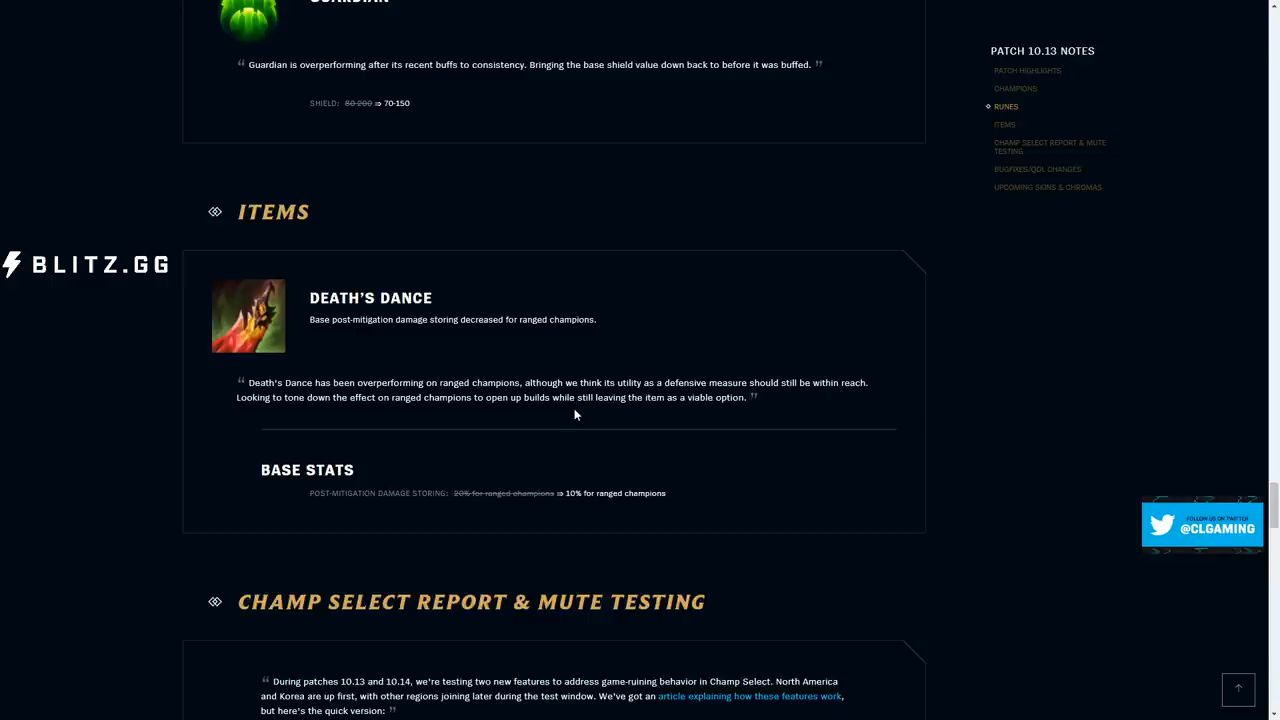 GUARDIAN
“ Guardian is overperforming after its recent buffs to consistency. Bringing the base shield value down back to before it was buffed. ”
SHIELD: 80-200 ⇒ 70-150
ITEMS
BLITZ.GG
DEATH'S DANCE
Base post-mitigation damage storing decreased for ranged champions.
“ Death's Dance has been overperforming on ranged champions, although we think its utility as a defensive measure should still be within reach.
Looking to tone down the effect on ranged champions to open up builds while still leaving the item as a viable option. ”
BASE STATS
POST-MITIGATION DAMAGE STORING: 20% for ranged champions ⇒ 10% for ranged champions
CHAMP SELECT REPORT & MUTE TESTING
“ During patches 10.13 and 10.14, we're testing two new features to address game-ruining behavior in Champ Select. North America
and Korea are up first, with other regions joining later during the test window. We've got an article explaining how these features work,
but here's the quick version: ”
PATCH 10.13 NOTES
PATCH HIGHLIGHTS
CHAMPIONS
RUNES
ITEMS
CHAMP SELECT REPORT & MUTE
TESTING
BUGFIXES/QOL CHANGES
UPCOMING SKINS & CHROMAS
FOLLOW US ON TWITTER
@CLGAMING